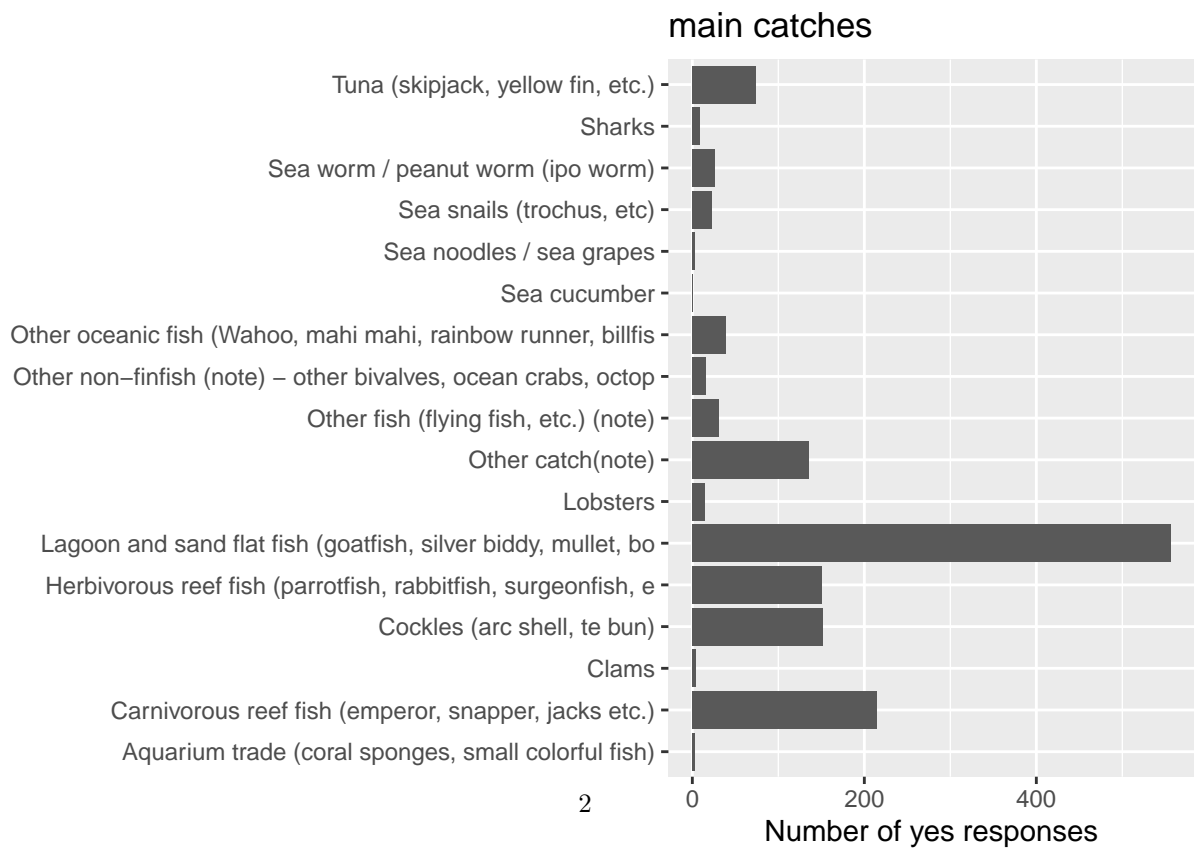 main catches
Tuna (skipjack, yellow fin, etc.)
Sharks
Sea worm / peanut worm (ipo worm)
Sea snails (trochus, etc)
Sea noodles / sea grapes
Sea cucumber
Other oceanic fish (Wahoo, mahi mahi, rainbow runner, billfis
Other non−finfish (note) − other bivalves, ocean crabs, octop
Other fish (flying fish, etc.) (note)
Other catch(note)
Lobsters
Lagoon and sand flat fish (goatfish, silver biddy, mullet, bo
Herbivorous reef fish (parrotfish, rabbitfish, surgeonfish, e
Cockles (arc shell, te bun)
Clams
Carnivorous reef fish (emperor, snapper, jacks etc.)
Aquarium trade (coral sponges, small colorful fish)
0 200 400
Number of yes responses
2